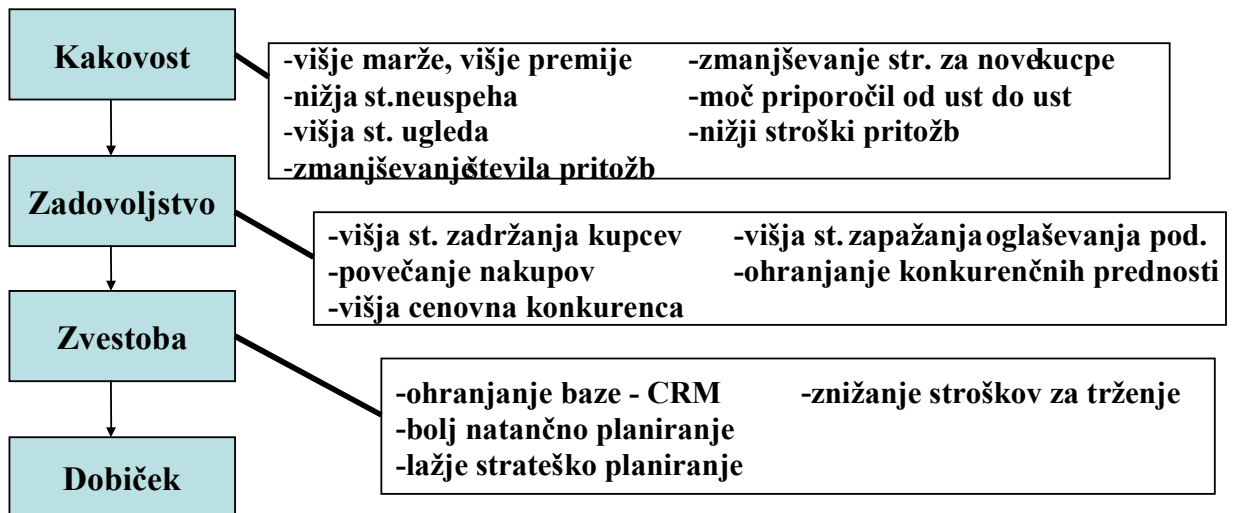 Kakovost
-višje marže, višje premije
-nižja st.neuspeha
-višja st. ugleda
-zmanjševanještevila pritožb
-zmanjševanje str. za novekucpe
-moč priporočil od ust do ust
-nižji stroški pritožb
Zadovoljstvo
-višja st. zadržanja kupcev
-povečanje nakupov
-višja cenovna konkurenca
-višja st. zapažanja oglaševanja pod.
-ohranjanje konkurenčnih prednosti
Zvestoba
-ohranjanje baze - CRM
-bolj natančno planiranje
-lažje strateško planiranje
-znižanje stroškov za trženje
Dobiček